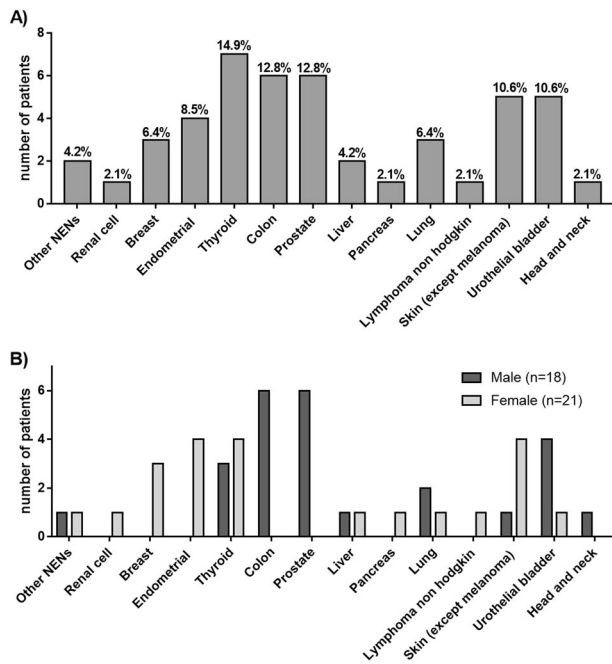 A)
number of patients
8
6
4
2
0
4.2%
2.1%
6.4%
8.5%
14.9%
12.8%
12.8%
4.2%
2.1%
6.4%
2.1%
10.6%
10.6%
2.1%
Other NENs
Renal cell
Breast
Endometrial
Thyroid
Colon
Prostate
Liver
Pancreas
Lung
Lymphoma non hodgkin
Skin (except melanoma)
Urothelial bladder
Head and neck
B)
number of patients
6
4
2
0
Male (n=18)
Female (n=21)
Other NENs
Renal cell
Breast
Endometrial
Thyroid
Colon
Prostate
Liver
Pancreas
Lung
Lymphoma non hodgkin
Skin (except melanoma)
Urothelial bladder
Head and neck